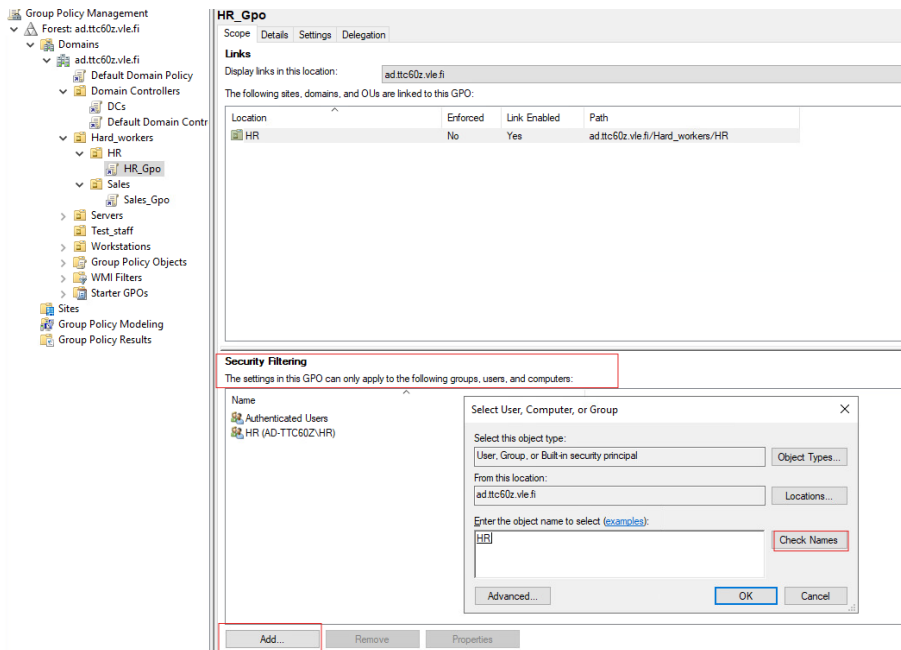 Group Policy Management
Forest: ad.ttc60z.vle.fi
Domains
ad.ttc60z.vle.fi
Default Domain Policy
Domain Controllers
DCs
Default Domain Contr
Hard_workers
HR
HR_Gpo
Sales
Sales_Gpo
Servers
Test_staff
Workstations
Group Policy Objects
WMI Filters
Starter GPOs
Sites
Group Policy Modeling
Group Policy Results
HR_Gpo
Scope Details Settings Delegation
Links
Display links in this location: ad.ttc60z.vle.fi
The following sites, domains, and OUs are linked to this GPO:
Location Enforced Link Enabled Path
HR No Yes ad.ttc60z.vle.fi/Hard_workers/HR
Security Filtering
The settings in this GPO can only apply to the following groups, users, and computers:
Name
Authenticated Users
HR (AD-TTC60Z\HR)
Add... Remove Properties
Select User, Computer, or Group
Select this object type:
User, Group, or Built-in security principal Object Types...
From this location:
ad.ttc60z.vle.fi Locations...
Enter the object name to select (examples):
HR Check Names
Advanced... OK Cancel